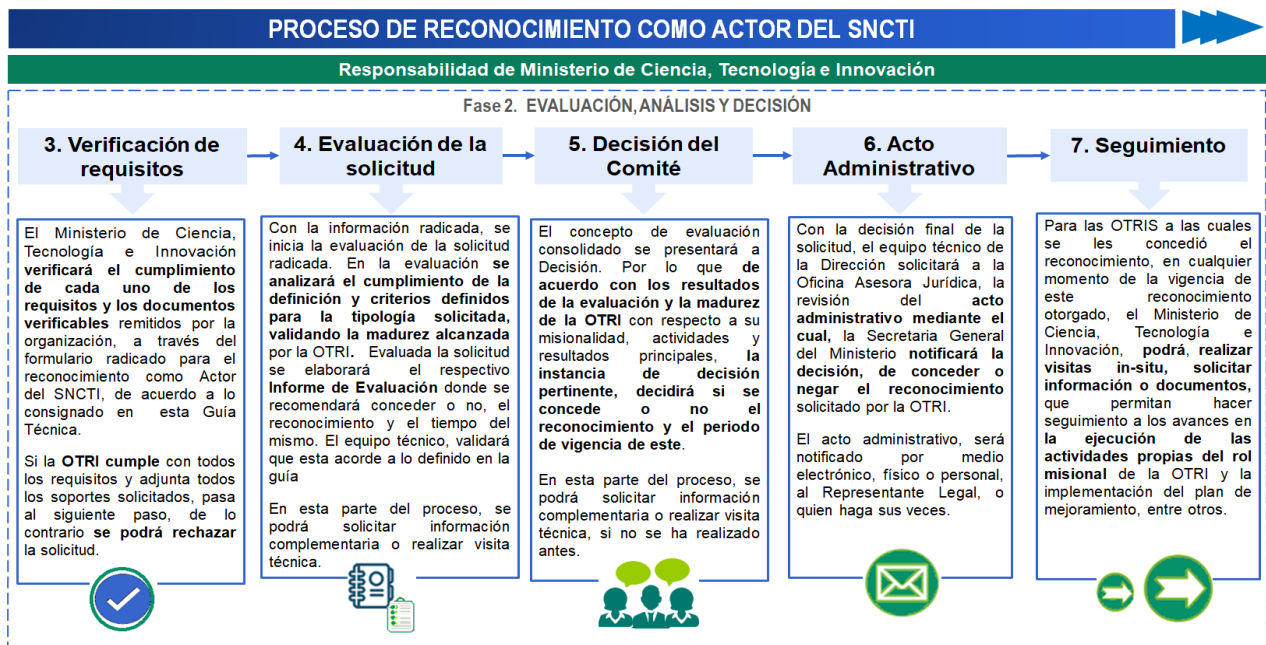 PROCESO DE RECONOCIMIENTO COMO ACTOR DEL SNCTI
Responsabilidad de Ministerio de Ciencia, Tecnología e Innovación
Fase 2. EVALUACIÓN, ANÁLISIS Y DECISIÓN
3. Verificación de
requisitos
El Ministerio de Ciencia,
Tecnología e Innovación
verificará el cumplimiento
de cada uno de los
requisitos y los documentos
verificables remitidos por la
organización, a través del
formulario radicado para el
reconocimiento como Actor
del SNCTI, de acuerdo a lo
consignado en esta Guía
Técnica.
Si la OTRI cumple con todos
los requisitos y adjunta todos
los soportes solicitados, pasa
al siguiente paso, de lo
contrario se podrá rechazar
la solicitud.
4. Evaluación de la
solicitud
Con la información radicada, se
inicia la evaluación de la solicitud
radicada. En la evaluación se
analizará el cumplimiento de la
definición y criterios definidos
para la tipología solicitada,
validando la madurez alcanzada
por la OTRI. Evaluada la solicitud
se elaborará el respectivo
Informe de Evaluación donde se
recomendará conceder o no, el
reconocimiento y el tiempo del
mismo. El equipo técnico, validará
que esta acorde a lo definido en la
guía
En esta parte del proceso, se
podrá solicitar información
complementaria o realizar visita
técnica.
5. Decisión del
Comité
El concepto de evaluación
consolidado se presentará a
Decisión. Por lo que de
acuerdo con los resultados
de la evaluación y la madurez
de la OTRI con respecto a su
misionalidad, actividades y
resultados principales, la
instancia de decisión
pertinente, decidirá si se
concede o no el
reconocimiento y el periodo
de vigencia de este.
En esta parte del proceso, se
podrá solicitar información
complementaria o realizar visita
técnica, si no se ha realizado
antes.
6. Acto
Administrativo
Con la decisión final de la
solicitud, el equipo técnico de
la Dirección solicitará a la
Oficina Asesora Jurídica, la
revisión del acto
administrativo mediante el
cual, la Secretaria General
del Ministerio notificará la
decisión, de conceder o
negar el reconocimiento
solicitado por la OTRI.
El acto administrativo, será
notificado por medio
electrónico, físico o personal,
al Representante Legal, o
quien haga sus veces.
7. Seguimiento
Para las OTRIS a las cuales
se les concedió el
reconocimiento, en cualquier
momento de la vigencia de
este reconocimiento
otorgado, el Ministerio de
Ciencia, Tecnología e
Innovación, podrá, realizar
visitas in-situ, solicitar
información o documentos,
que permitan hacer
seguimiento a los avances en
la ejecución de las
actividades propias del rol
misional de la OTRI y la
implementación del plan de
mejoramiento, entre otros.